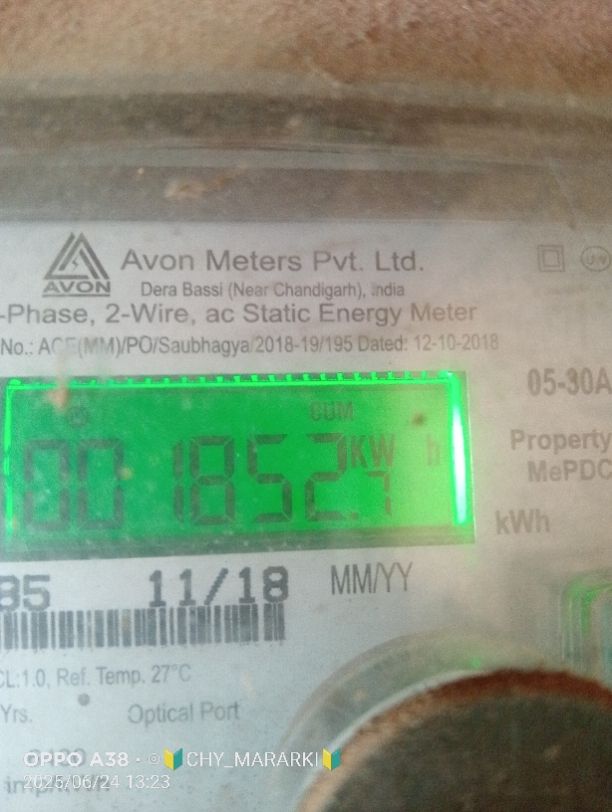 AVON
Avon Meters Pvt. Ltd.
Dera Bassi (Near Chandigarh), India
-Phase, 2-Wire, ac Static Energy Meter
No.: ACE(MM)/PO/Saubhagya/2018-19/195 Dated: 12-10-2018
05-30A
CUM
001852.7 KW h
Property
MePDC
kWh
85 11/18 MM/YY
CL:1.0, Ref. Temp. 27°C
Yrs. Optical Port
OPPO A38 · ©🔰CHY_MARARKI🔰
2025/06/24 13:23